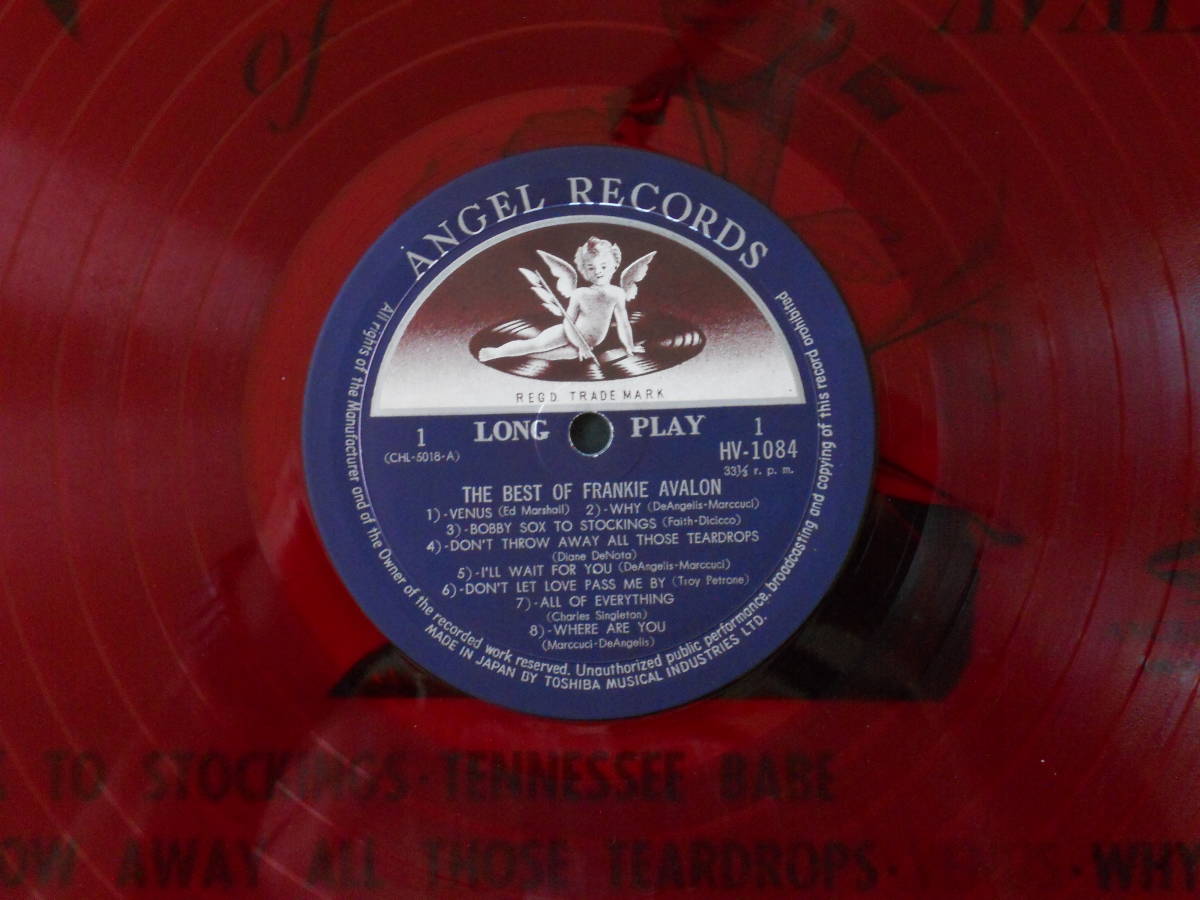 of
ANGEL RECORDS
REGD TRADE MARK
1 LONG PLAY 1
(CHL-5018-A) HV-1084
33⅓ r. p. m.
THE BEST OF FRANKIE AVALON
1)-VENUS (Ed Marshall) 2)-WHY (DeAngelis-Marccuci)
3)-BOBBY SOX TO STOCKINGS (Faith-Dicicco)
4)-DON'T THROW AWAY ALL THOSE TEARDROPS
(Diane DeNota)
5)-I'LL WAIT FOR YOU (DeAngelis-Marccuci)
6)-DON'T LET LOVE PASS ME BY (Troy Petrone)
7)-ALL OF EVERYTHING
(Charles Singleton)
8)-WHERE ARE YOU
(Marccuci-DeAngelis)
All rights of the Manufacturer and of the Owner of the recorded work reserved. Unauthorized public performance, broadcasting and copying of this record prohibited
MADE IN JAPAN BY TOSHIBA MUSICAL INDUSTRIES LTD.
TO STOCKINGS·TENNESSEE BABE
OW AWAY ALL THOSE TEARDROPS·VENUS·WHY